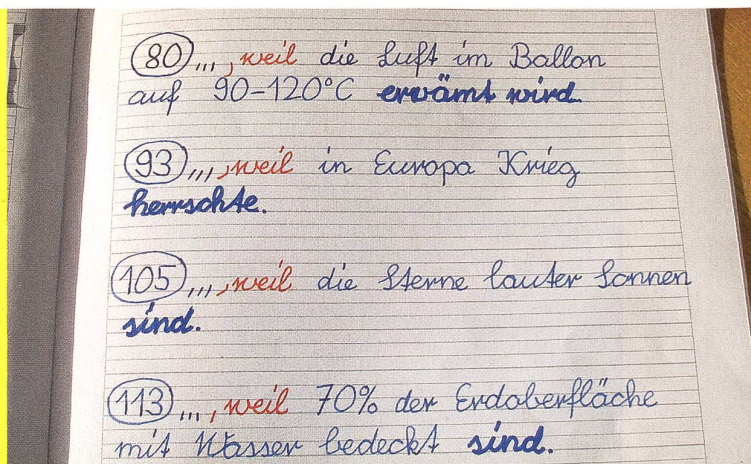 80,,, , weil die Luft im Ballon
auf 90-120°C erwämt wird.
93,,, , weil in Europa Krieg
herrschte.
105,,, , weil die Sterne lauter Sonnen
sind.
113,,, , weil 70% der Erdoberfläche
mit Wasser bedeckt sind.